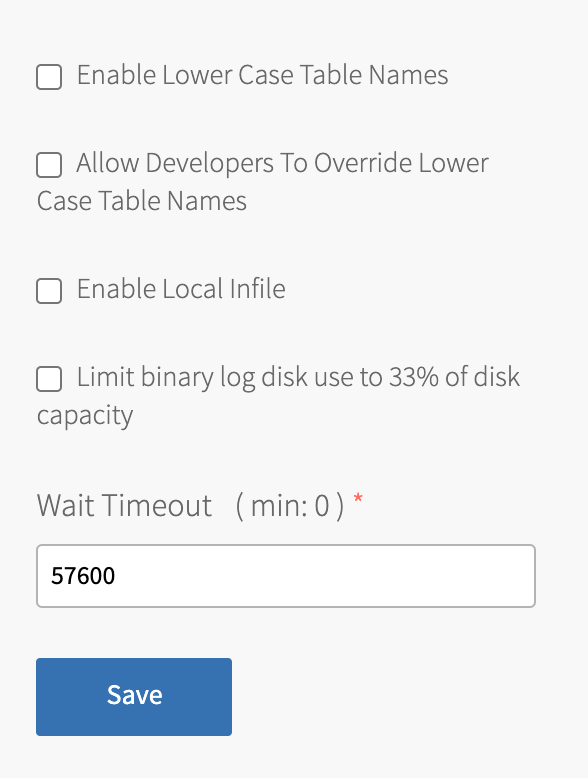 Enable Lower Case Table Names
Allow Developers To Override Lower
Case Table Names
Enable Local Infile
Limit binary log disk use to 33% of disk
capacity
Wait Timeout ( min: 0 ) *
57600
Save